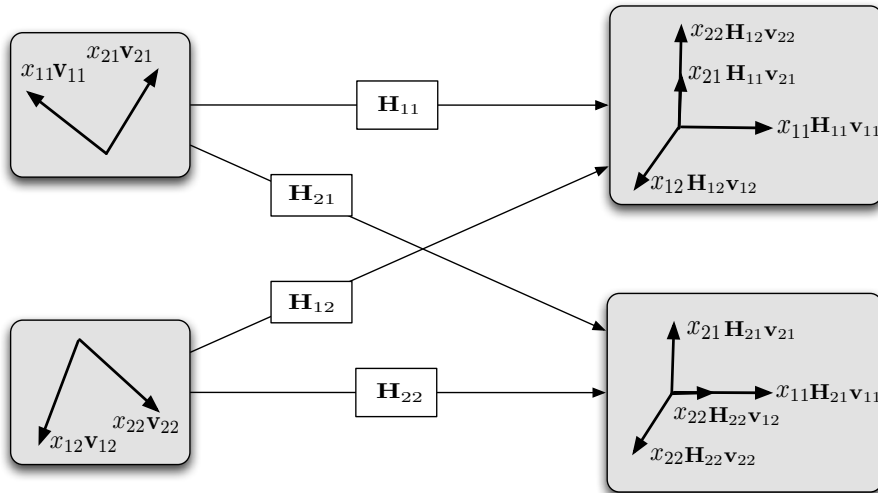 x₂₁v₂₁
x₁₁v₁₁
H₁₁
H₂₁
H₁₂
H₂₂
x₁₂v₁₂
x₂₂v₂₂
x₂₂H₁₂v₂₂
x₂₁H₁₁v₂₁
x₁₁H₁₁v₁₁
x₁₂H₁₂v₁₂
x₂₁H₂₁v₂₁
x₁₁H₂₁v₁₁
x₂₂H₂₂v₁₂
x₂₂H₂₂v₂₂